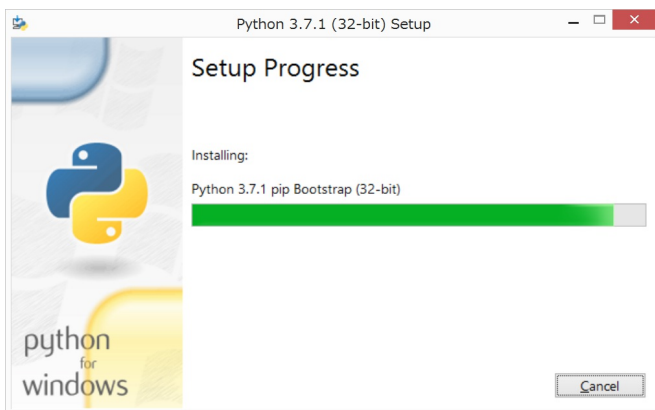 Python 3.7.1 (32-bit) Setup
Setup Progress
Installing:
Python 3.7.1 pip Bootstrap (32-bit)
python
for
windows
Cancel